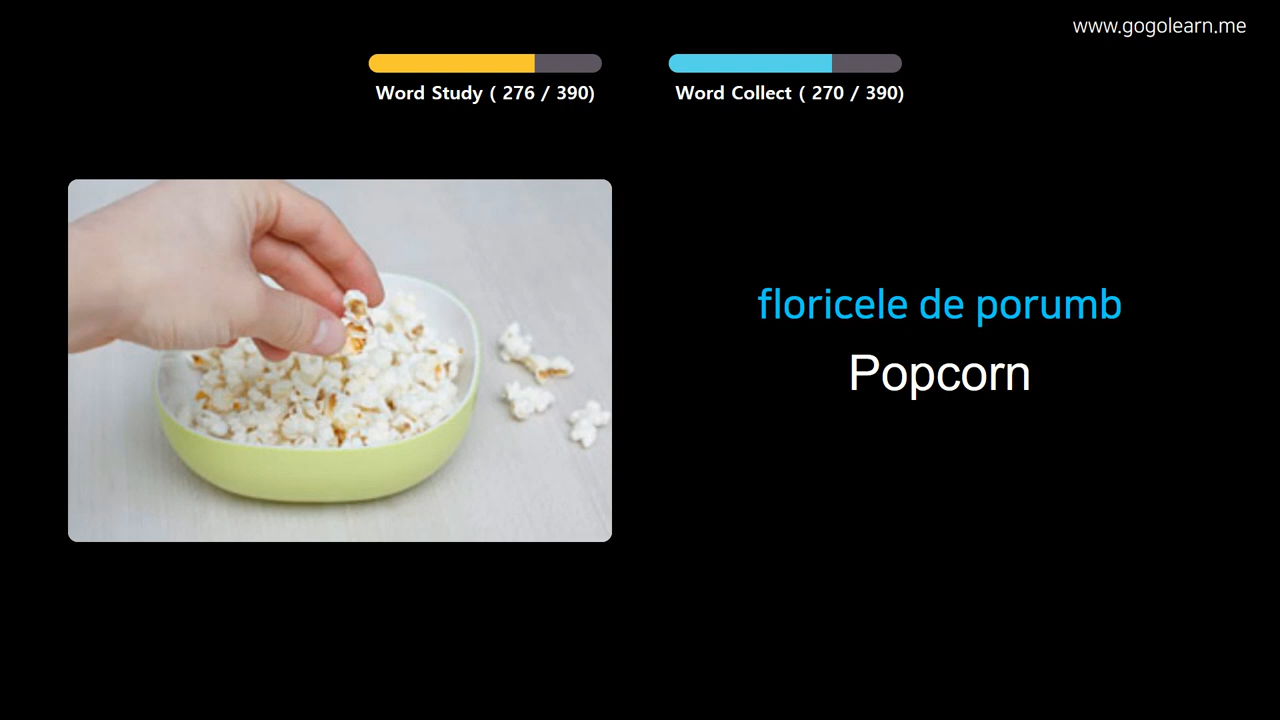 www.gogolearn.me
Word Study ( 276 / 390)
Word Collect ( 270 / 390)
floricele de porumb
Popcorn